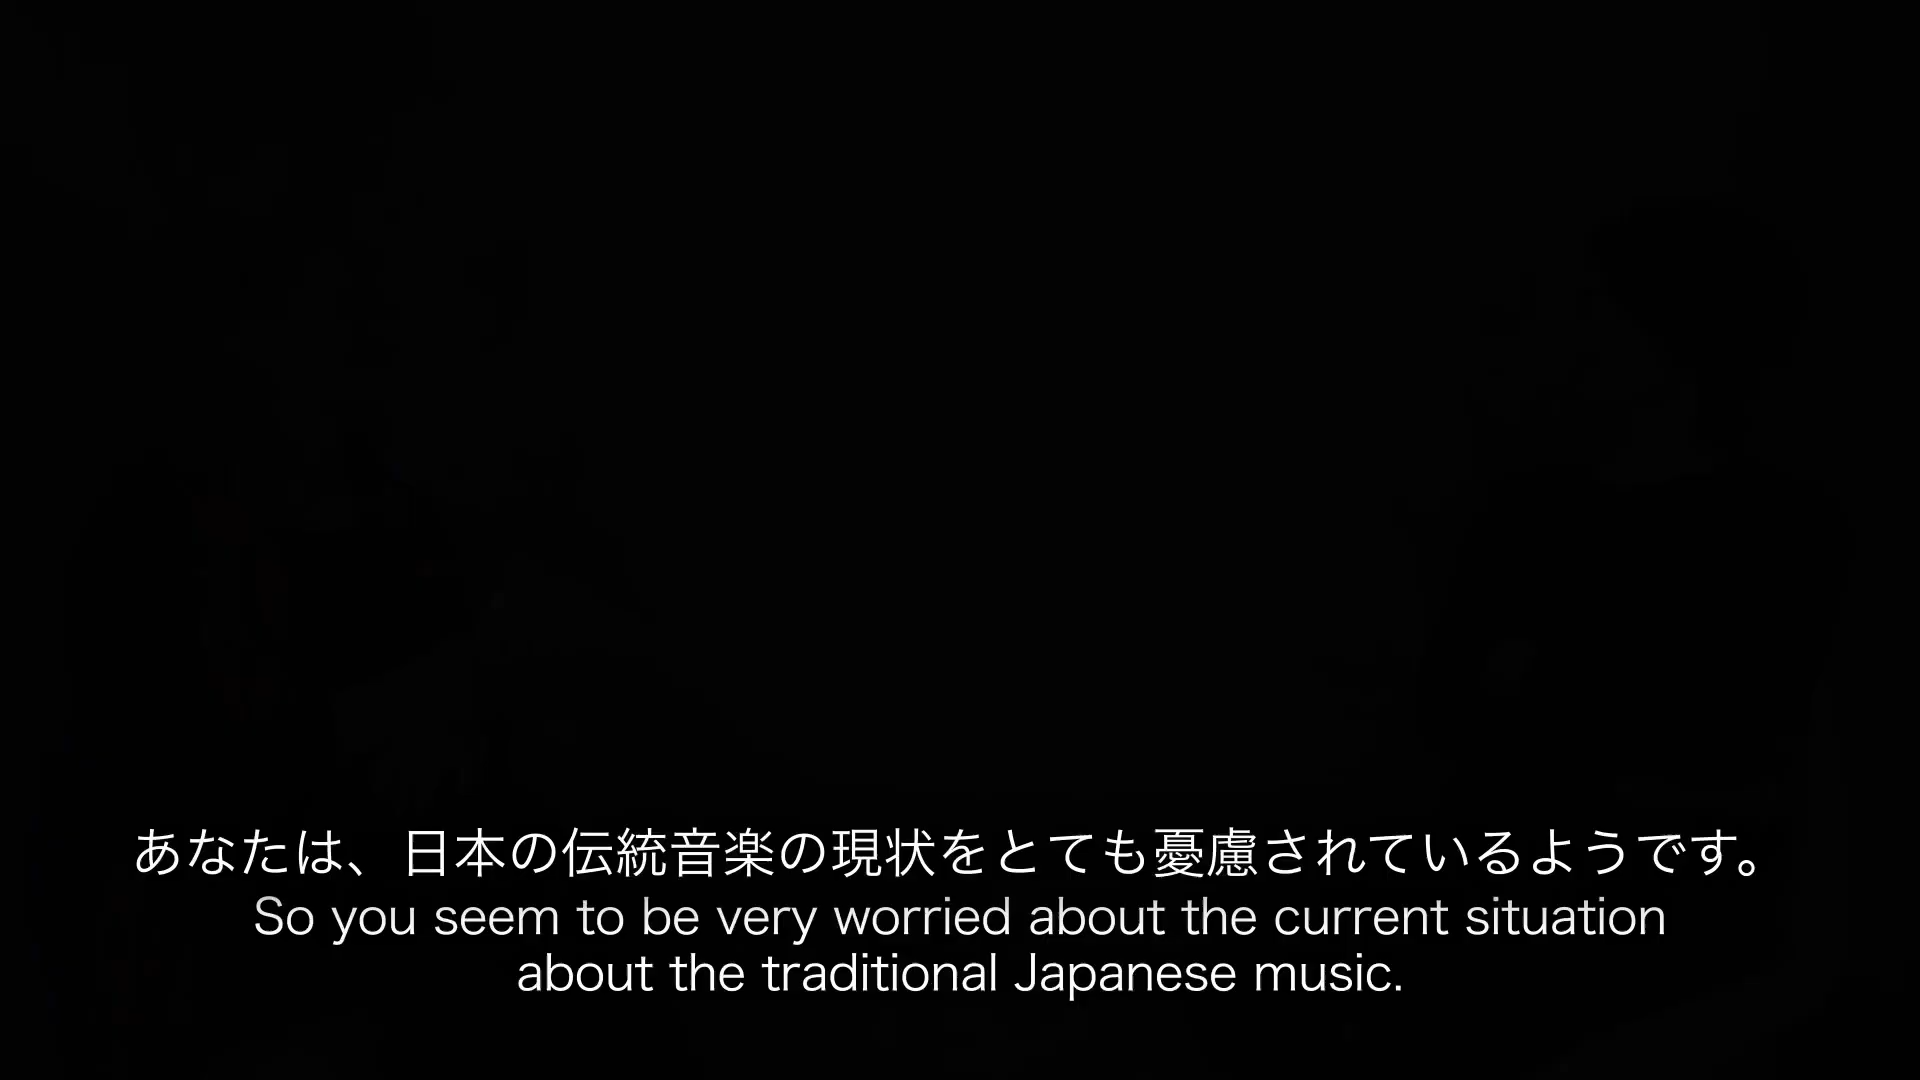 あなたは、日本の伝統音楽の現状をとても憂慮されているようです。
So you seem to be very worried about the current situation
about the traditional Japanese music.